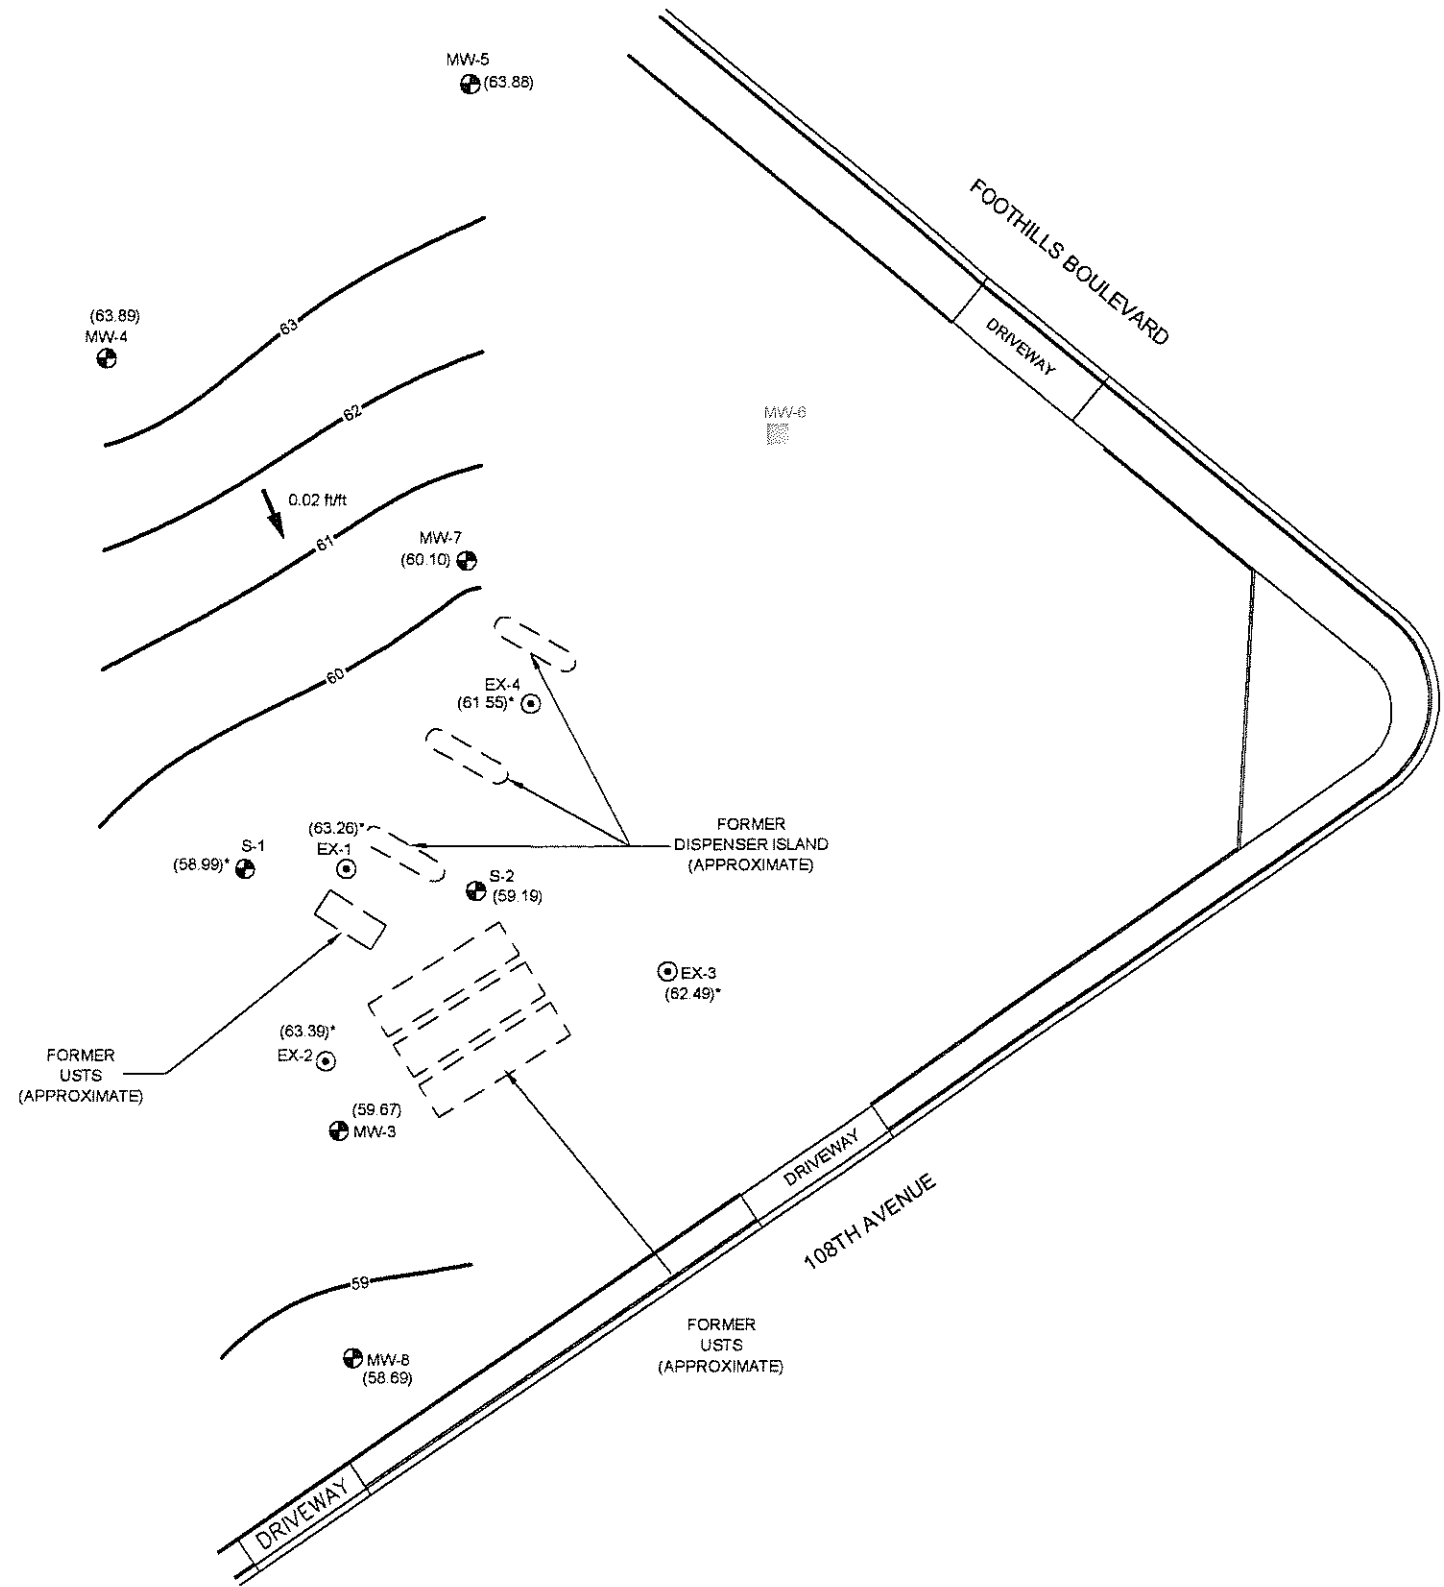 MW-5
(63.88)
FOOTHILLS BOULEVARD
DRIVEWAY
63
(63.89)
MW-4
62
MW-6
0.02 ft/ft
61
MW-7
(60.10)
60
EX-4
(61 55)*
FORMER
DISPENSER ISLAND
(APPROXIMATE)
(63.26)*
EX-1
S-1
(58.99)*
S-2
(59.19)
EX-3
(62.49)*
(63.39)*
EX-2
FORMER
USTS
(APPROXIMATE)
(59.67)
MW-3
DRIVEWAY
108TH AVENUE
59
FORMER
USTS
(APPROXIMATE)
MW-8
(58.69)
DRIVEWAY